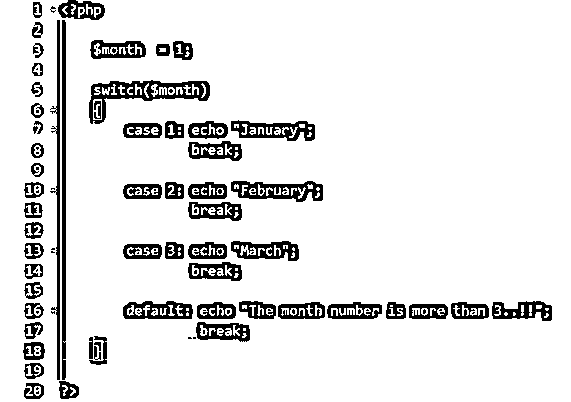 1 <?php
2
3 $month = 1;
4
5 switch($month)
6 {
7 case 1: echo "January";
8 break;
9
10 case 2: echo "February";
11 break;
12
13 case 3: echo "March";
14 break;
15
16 default: echo "The month number is more than 3..!!";
17 break;
18 }
19
20 ?>